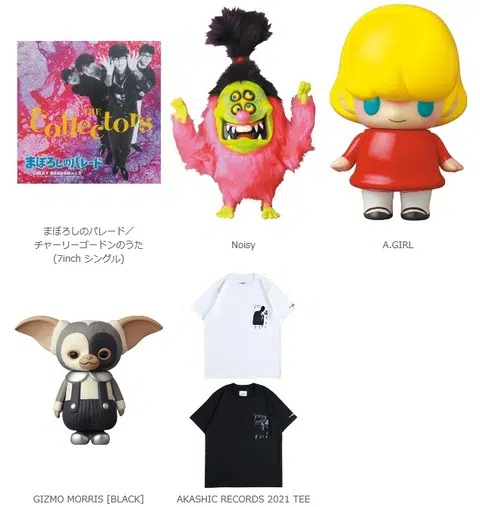 THE
Collectors
まぼろしのパレード
まぼろしのパレード／
チャーリーゴードンのうた
(7inch シングル)
Noisy
A.GIRL
GIZMO MORRIS [BLACK]
AKASHIC RECORDS 2021 TEE